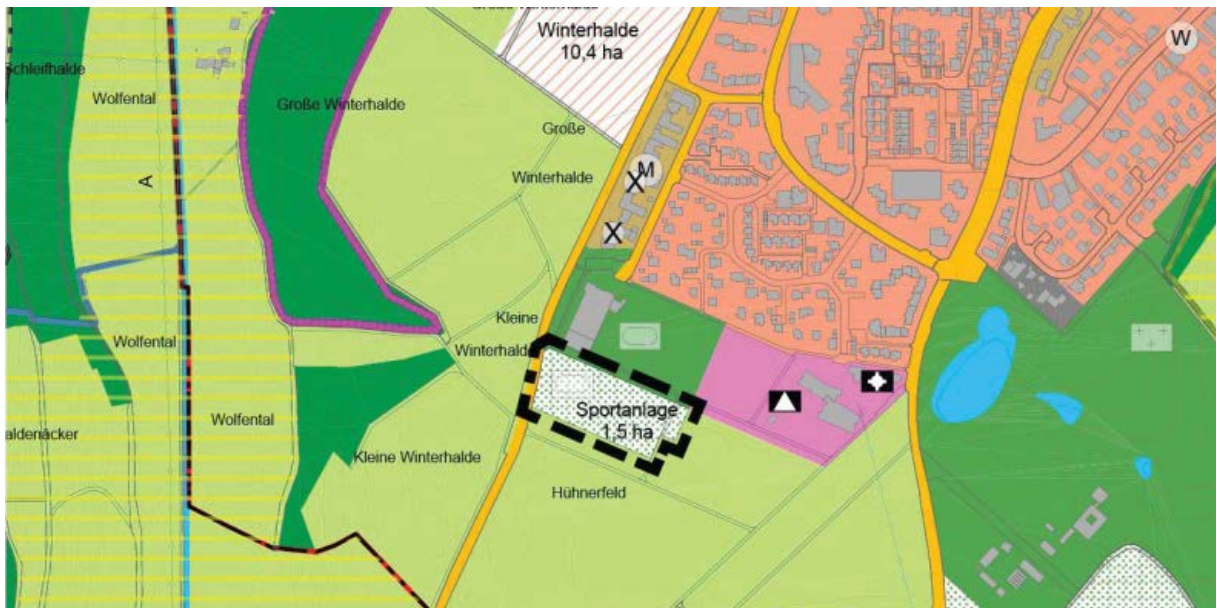 Winterhalde
10,4 ha
W
Schleifhalde
Wolfental
Große Winterhalde
Große
A
Winterhalde
M
X
X
Kleine
Winterhalde
Wolfental
Sportanlage
1,5 ha
Wolfental
aldenäcker
Kleine Winterhalde
Hühnerfeld